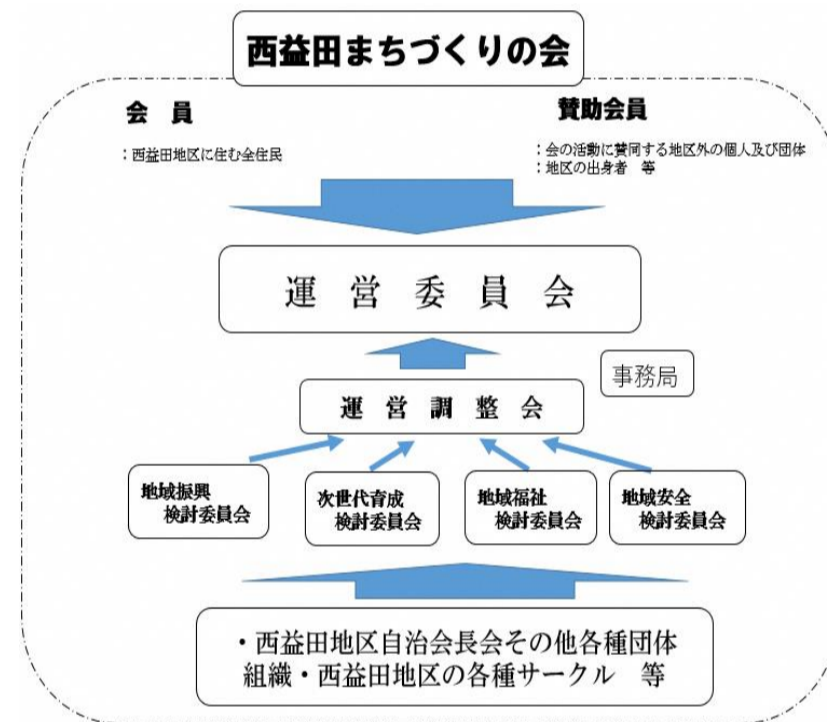 西益田まちづくりの会
会　員
賛助会員
：西益田地区に住む全住民
：会の活動に賛同する地区外の個人及び団体
：地区の出身者　等
運　営　委　員　会
事務局
運　営　調　整　会
地域振興
検討委員会
次世代育成
検討委員会
地域福祉
検討委員会
地域安全
検討委員会
・西益田地区自治会長会その他各種団体
組織・西益田地区の各種サークル　等